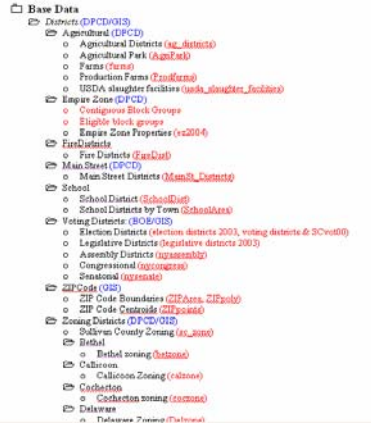 Base Data
Districts (DPCD/GIS)
Agricultural (DPCD)
o Agricultural Districts (ag_districts)
o Agricultural Park (AgriPark)
o Farms (farms)
o Production Farms (Prodfarms)
o USDA slaughter facilities (usda_slaughter_facilities)
Empire Zone (DPCD)
o Contiguous Block Groups
o Eligible block groups
o Empire Zone Properties (ez2004)
FireDistricts
o Fire Districts (FireDist)
Main Street (DPCD)
o Main Street Districts (MainSt_Districts)
School
o School District (SchoolDist)
o School Districts by Town (SchoolArea)
Voting Districts: (BOE/GIS)
o Election Districts (election districts 2003, voting districts & SCvot00)
o Legislative Districts (legislative districts 2003)
o Assembly Districts (nyassembly)
o Congressional (nycongress)
o Senatorial (nysenate)
ZIPCode (GIS)
o ZIP Code Boundaries (ZIPArea, ZIPpoly)
o ZIP Code Centroids (ZIPpoints)
Zoning Districts (DPCD/GIS)
o Sullivan County Zoning (sv_zone)
Bethel
o Bethel zoning (betzone)
Callicoon
o Callicoon Zoning (calzone)
Cochecton
o Cochecton zoning (coczone)
Delaware
o Delaware Zoning (Delzone)